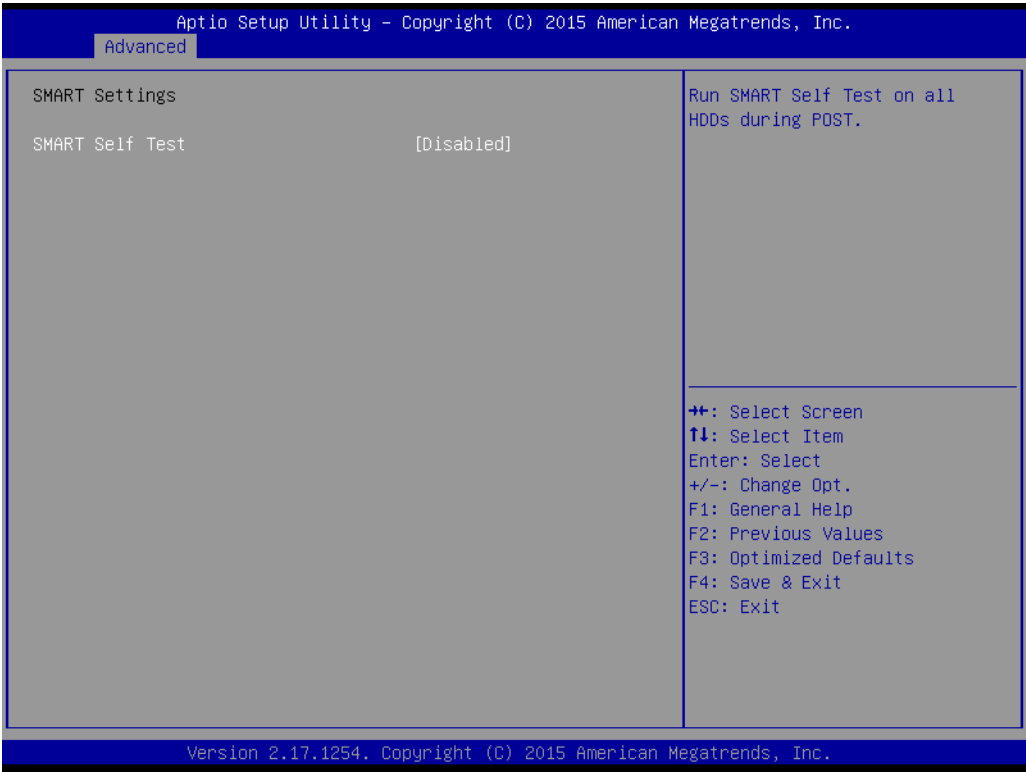 Aptio Setup Utility – Copyright (C) 2015 American Megatrends, Inc.
Advanced
SMART Settings
SMART Self Test [Disabled]
Run SMART Self Test on all
HDDs during POST.
→←: Select Screen
↑↓: Select Item
Enter: Select
+/-: Change Opt.
F1: General Help
F2: Previous Values
F3: Optimized Defaults
F4: Save & Exit
ESC: Exit
Version 2.17.1254. Copyright (C) 2015 American Megatrends, Inc.